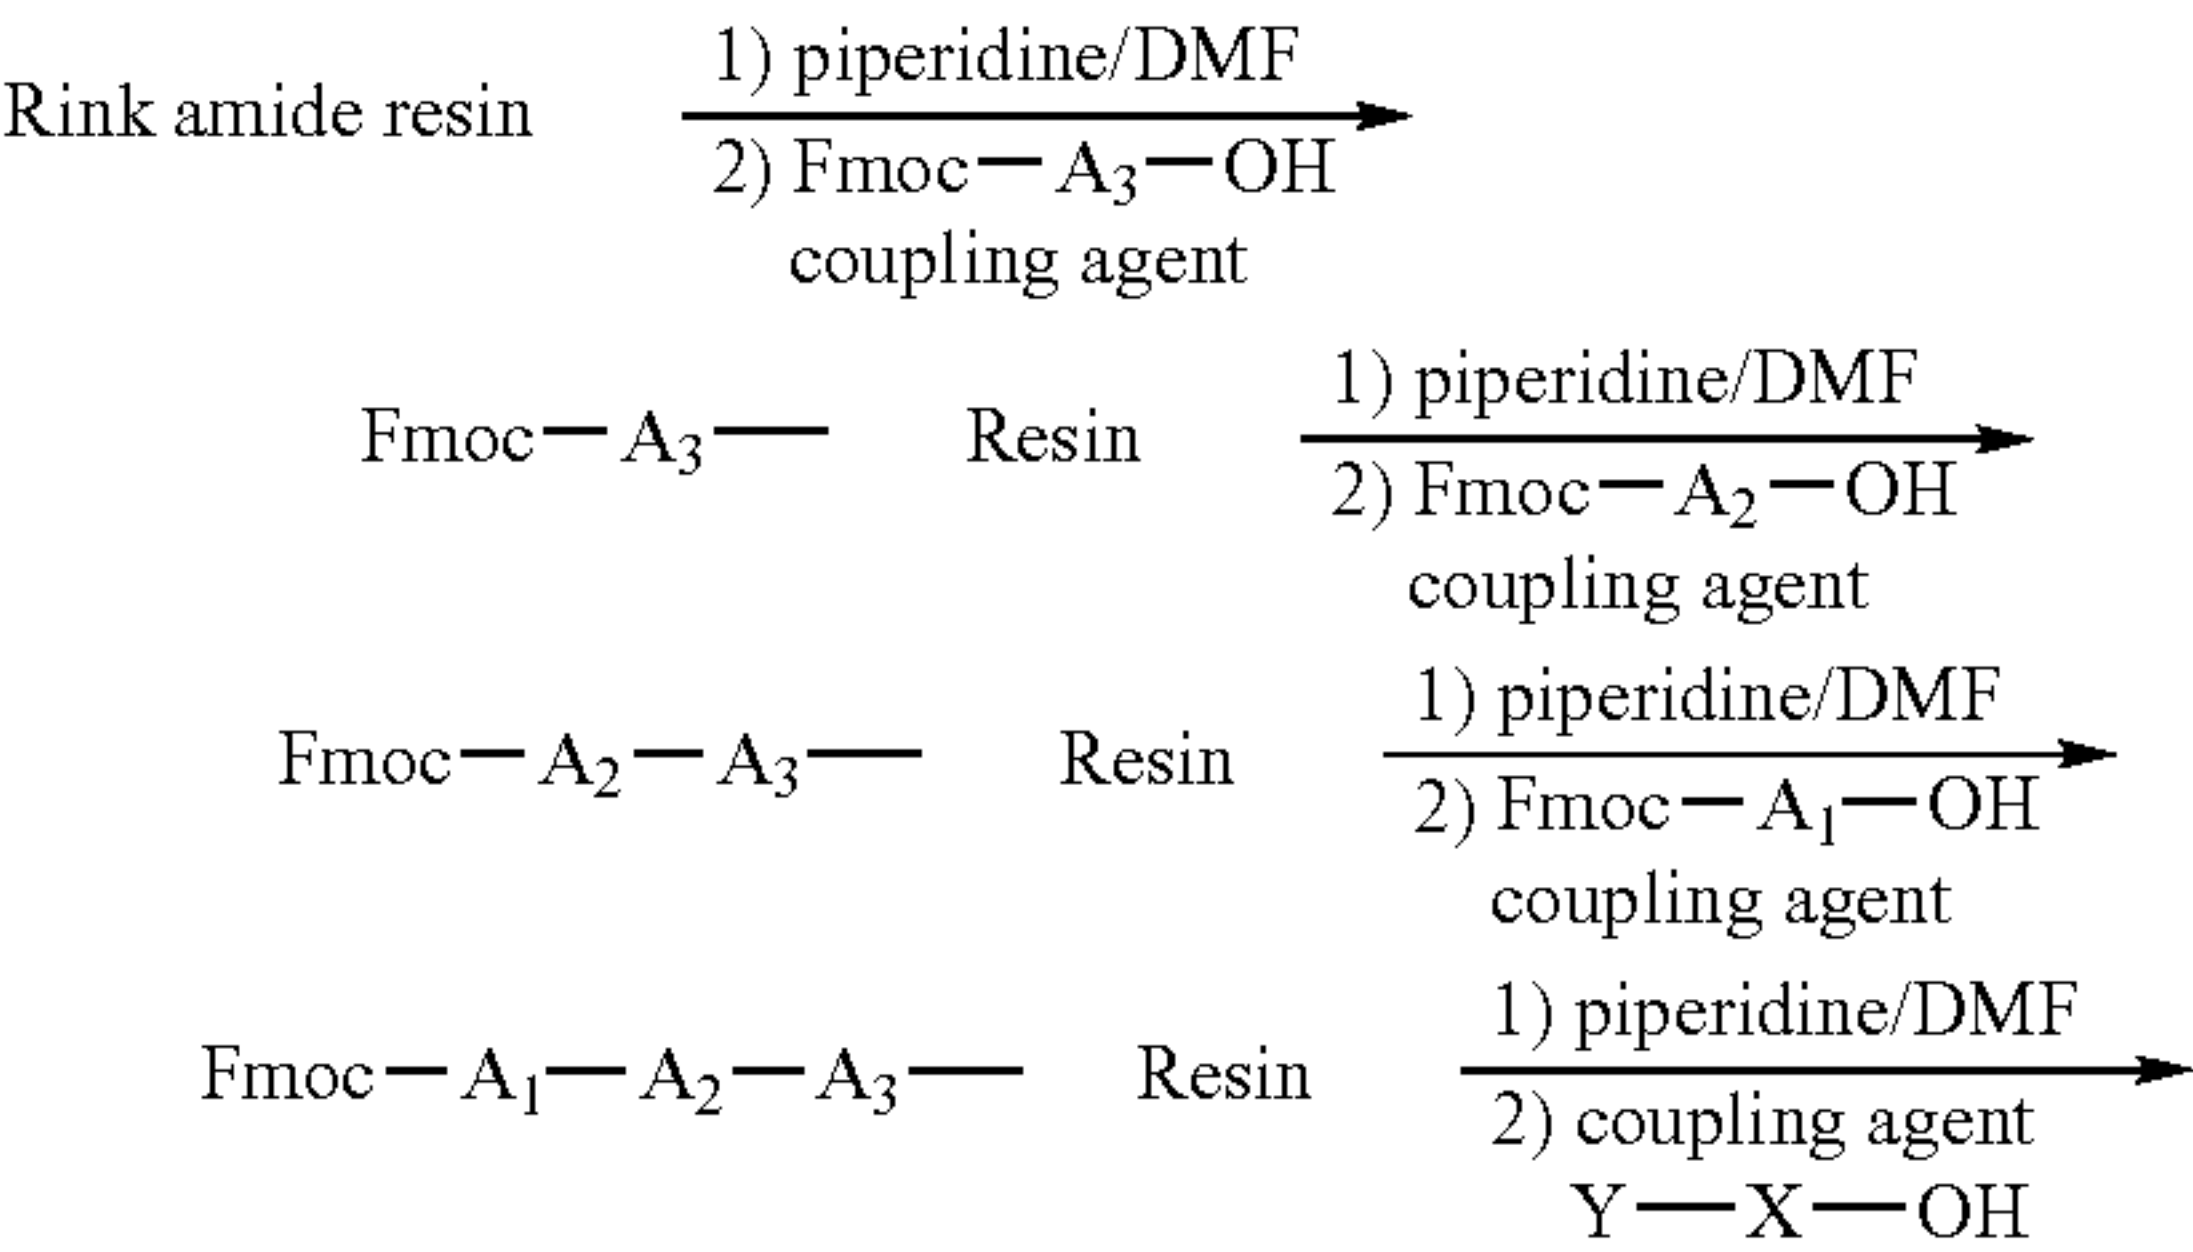 1) piperidine/DMF
Rink amide resin
2) Fmoc—A3—OH
coupling agent
1) piperidine/DMF
Fmoc—A3— Resin
2) Fmoc—A2—OH
coupling agent
1) piperidine/DMF
Fmoc—A2—A3— Resin
2) Fmoc—A1—OH
coupling agent
1) piperidine/DMF
Fmoc—A1—A2—A3— Resin
2) coupling agent
Y—X—OH